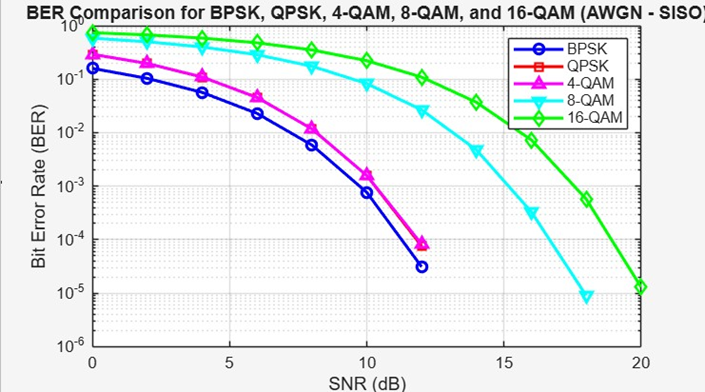 BER Comparison for BPSK, QPSK, 4-QAM, 8-QAM, and 16-QAM (AWGN - SISO)
10^0
10^-1
10^-2
10^-3
10^-4
10^-5
10^-6
Bit Error Rate (BER)
BPSK
QPSK
4-QAM
8-QAM
16-QAM
0 5 10 15 20
SNR (dB)